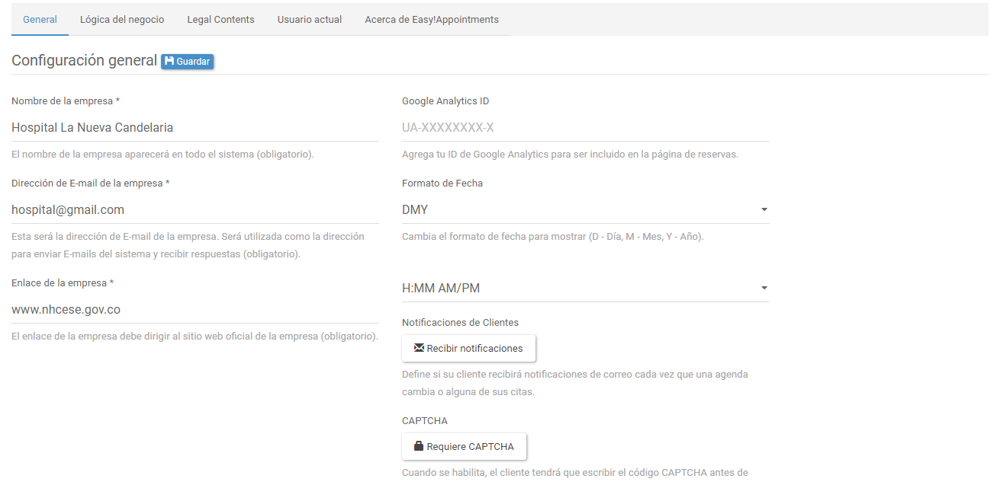 General
Lógica del negocio
Legal Contents
Usuario actual
Acerca de Easy!Appointments
Configuración general
Guardar
Nombre de la empresa *
Hospital La Nueva Candelaria
El nombre de la empresa aparecerá en todo el sistema (obligatorio).
Dirección de E-mail de la empresa *
hospital@gmail.com
Esta será la dirección de E-mail de la empresa. Será utilizada como la dirección
para enviar E-mails del sistema y recibir respuestas (obligatorio).
Enlace de la empresa *
www.nhcese.gov.co
El enlace de la empresa debe dirigir al sitio web oficial de la empresa (obligatorio).
Google Analytics ID
UA-XXXXXXXX-X
Agrega tu ID de Google Analytics para ser incluido en la página de reservas.
Formato de Fecha
DMY
Cambia el formato de fecha para mostrar (D - Día, M - Mes, Y - Año).
H:MM AM/PM
Notificaciones de Clientes
Recibir notificaciones
Define si su cliente recibirá notificaciones de correo cada vez que una agenda
cambia o alguna de sus citas.
CAPTCHA
Requiere CAPTCHA
Cuando se habilita, el cliente tendrá que escribir el código CAPTCHA antes de